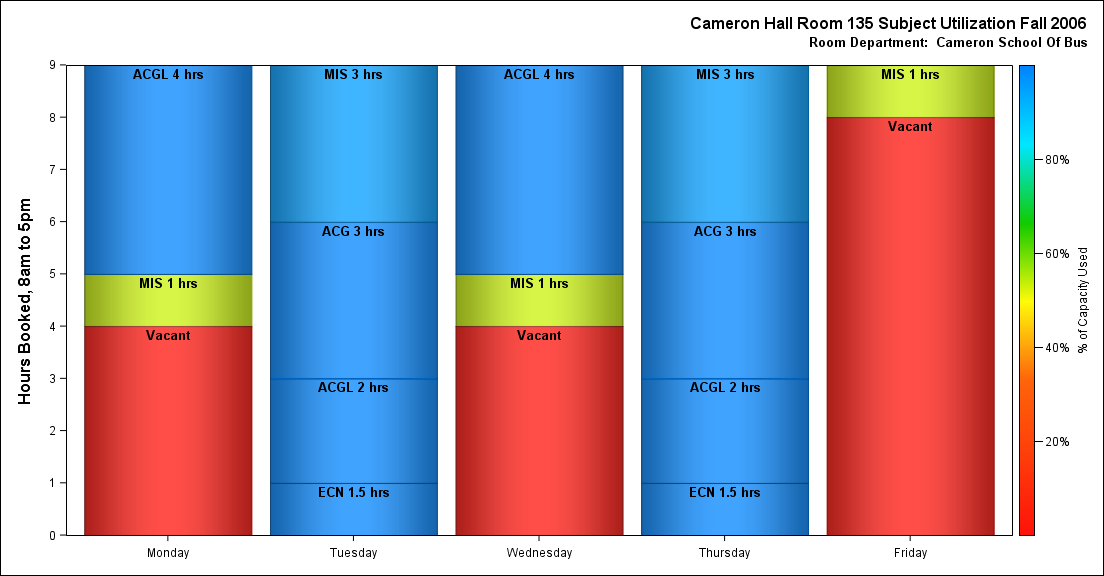 Cameron Hall Room 135 Subject Utilization Fall 2006
Room Department:  Cameron School Of Bus
Hours Booked, 8am to 5pm
9
8
7
6
5
4
3
2
1
0
ACGL 4 hrs
MIS 1 hrs
Vacant
MIS 3 hrs
ACG 3 hrs
ACGL 2 hrs
ECN 1.5 hrs
ACGL 4 hrs
MIS 1 hrs
Vacant
MIS 3 hrs
ACG 3 hrs
ACGL 2 hrs
ECN 1.5 hrs
MIS 1 hrs
Vacant
Monday
Tuesday
Wednesday
Thursday
Friday
80%
60%
40%
20%
% of Capacity Used